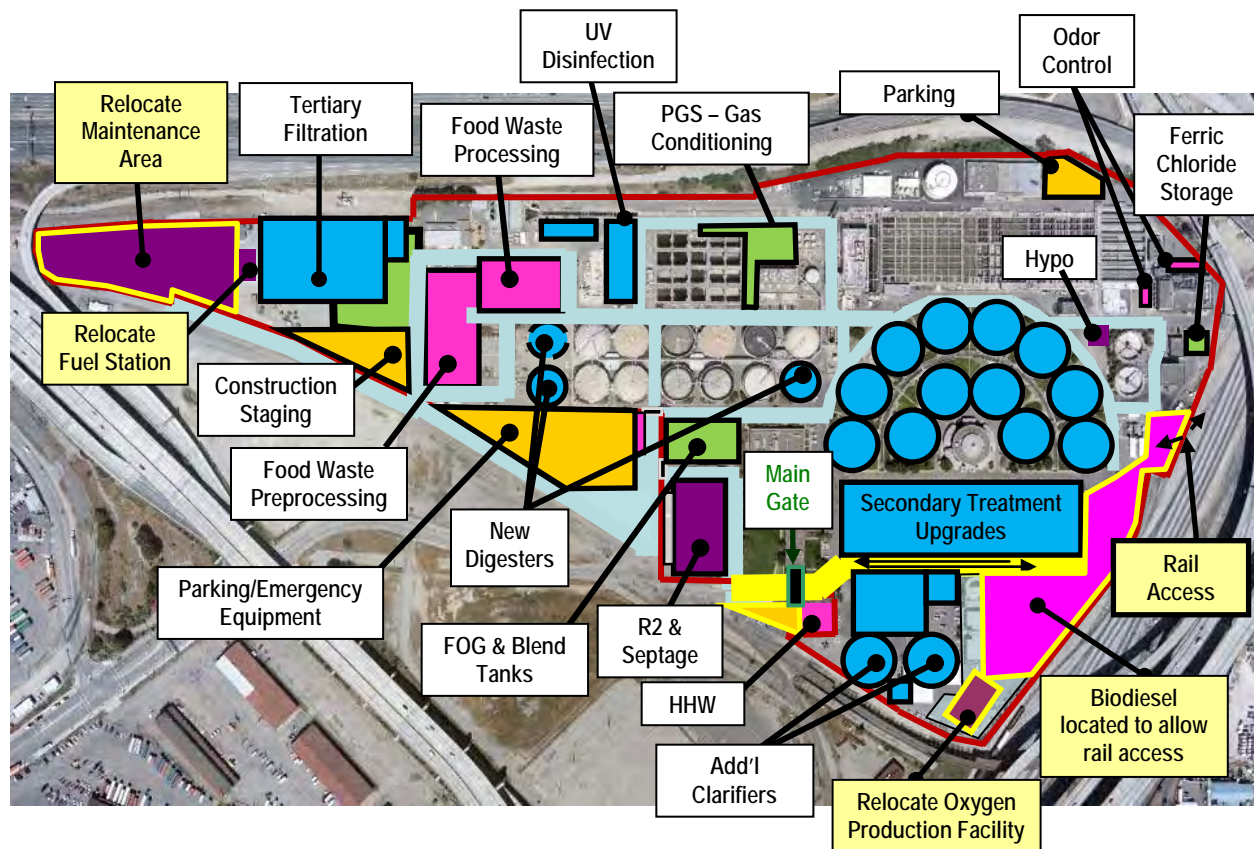 UV
Disinfection
Odor
Control
Relocate
Maintenance
Area
Tertiary
Filtration
Food Waste
Processing
PGS – Gas
Conditioning
Parking
Ferric
Chloride
Storage
Hypo
Relocate
Fuel Station
Construction
Staging
Food Waste
Preprocessing
New
Digesters
Main
Gate
Secondary Treatment
Upgrades
Rail
Access
Parking/Emergency
Equipment
FOG & Blend
Tanks
R2 &
Septage
HHW
Add'l
Clarifiers
Biodiesel
located to allow
rail access
Relocate Oxygen
Production Facility